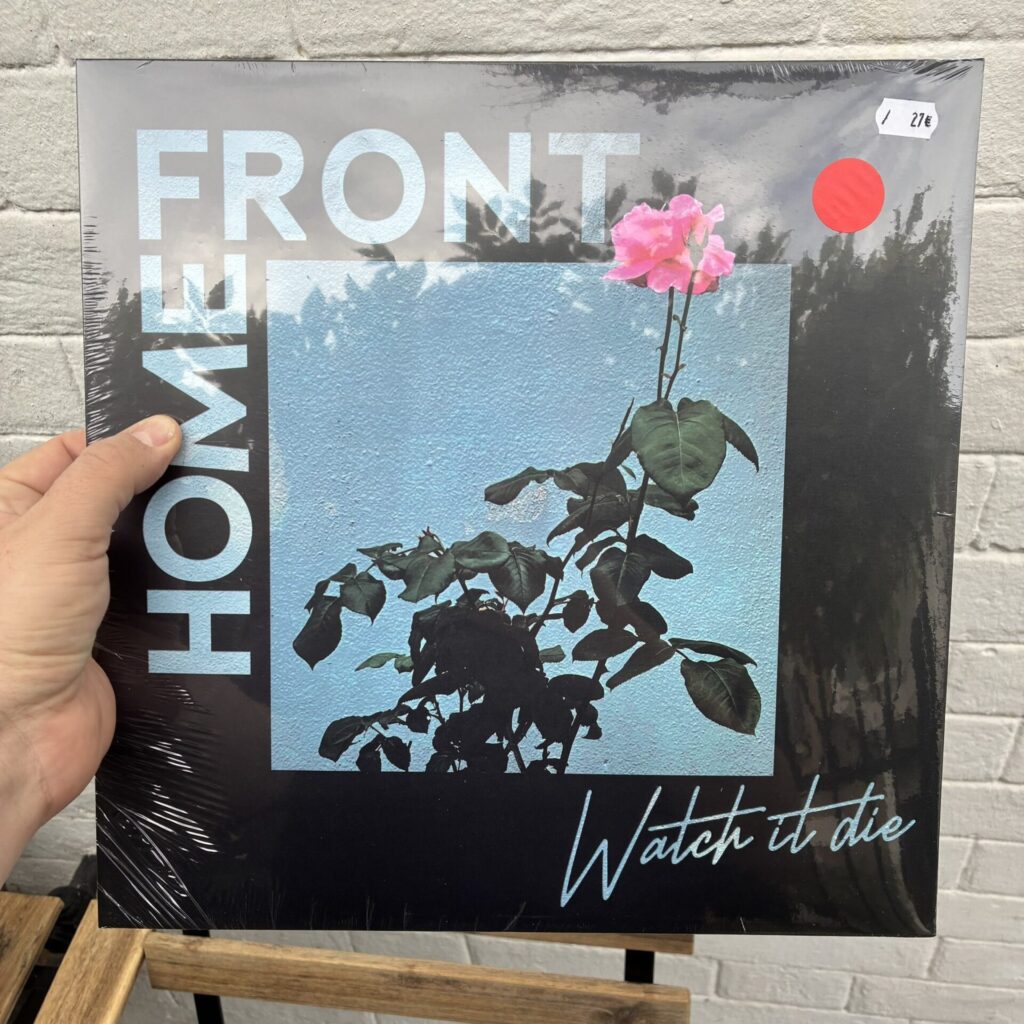 HOME
FRONT
/ 27€
Watch it die